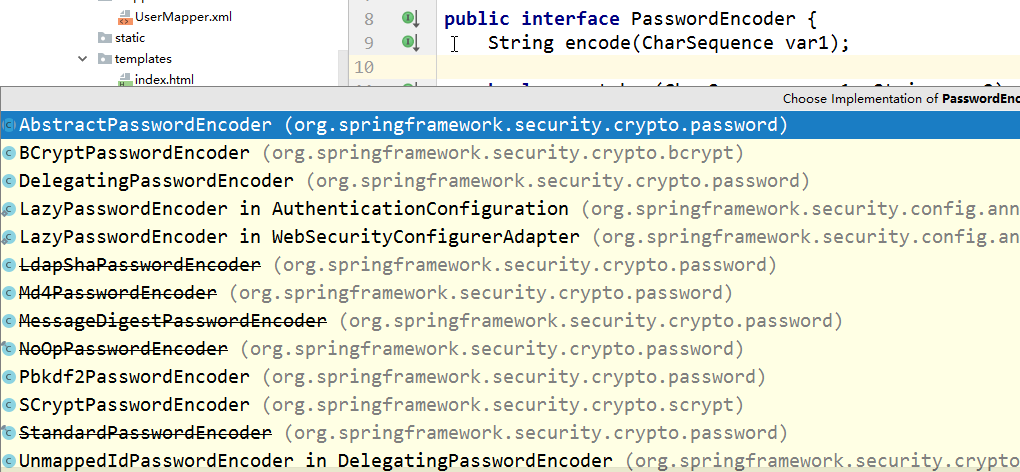 UserMapper.xml
static
templates
index.html
8 public interface PasswordEncoder {
9 String encode(CharSequence var1);
10
Choose Implementation of PasswordEnc
AbstractPasswordEncoder (org.springframework.security.crypto.password)
BCryptPasswordEncoder (org.springframework.security.crypto.bcrypt)
DelegatingPasswordEncoder (org.springframework.security.crypto.password)
LazyPasswordEncoder in AuthenticationConfiguration (org.springframework.security.config.ann
LazyPasswordEncoder in WebSecurityConfigurerAdapter (org.springframework.security.config.an
LdapShaPasswordEncoder (org.springframework.security.crypto.password)
Md4PasswordEncoder (org.springframework.security.crypto.password)
MessageDigestPasswordEncoder (org.springframework.security.crypto.password)
NoOpPasswordEncoder (org.springframework.security.crypto.password)
Pbkdf2PasswordEncoder (org.springframework.security.crypto.password)
SCryptPasswordEncoder (org.springframework.security.crypto.scrypt)
StandardPasswordEncoder (org.springframework.security.crypto.password)
UnmappedIdPasswordEncoder in DelegatingPasswordEncoder (org.springframework.security.crypto